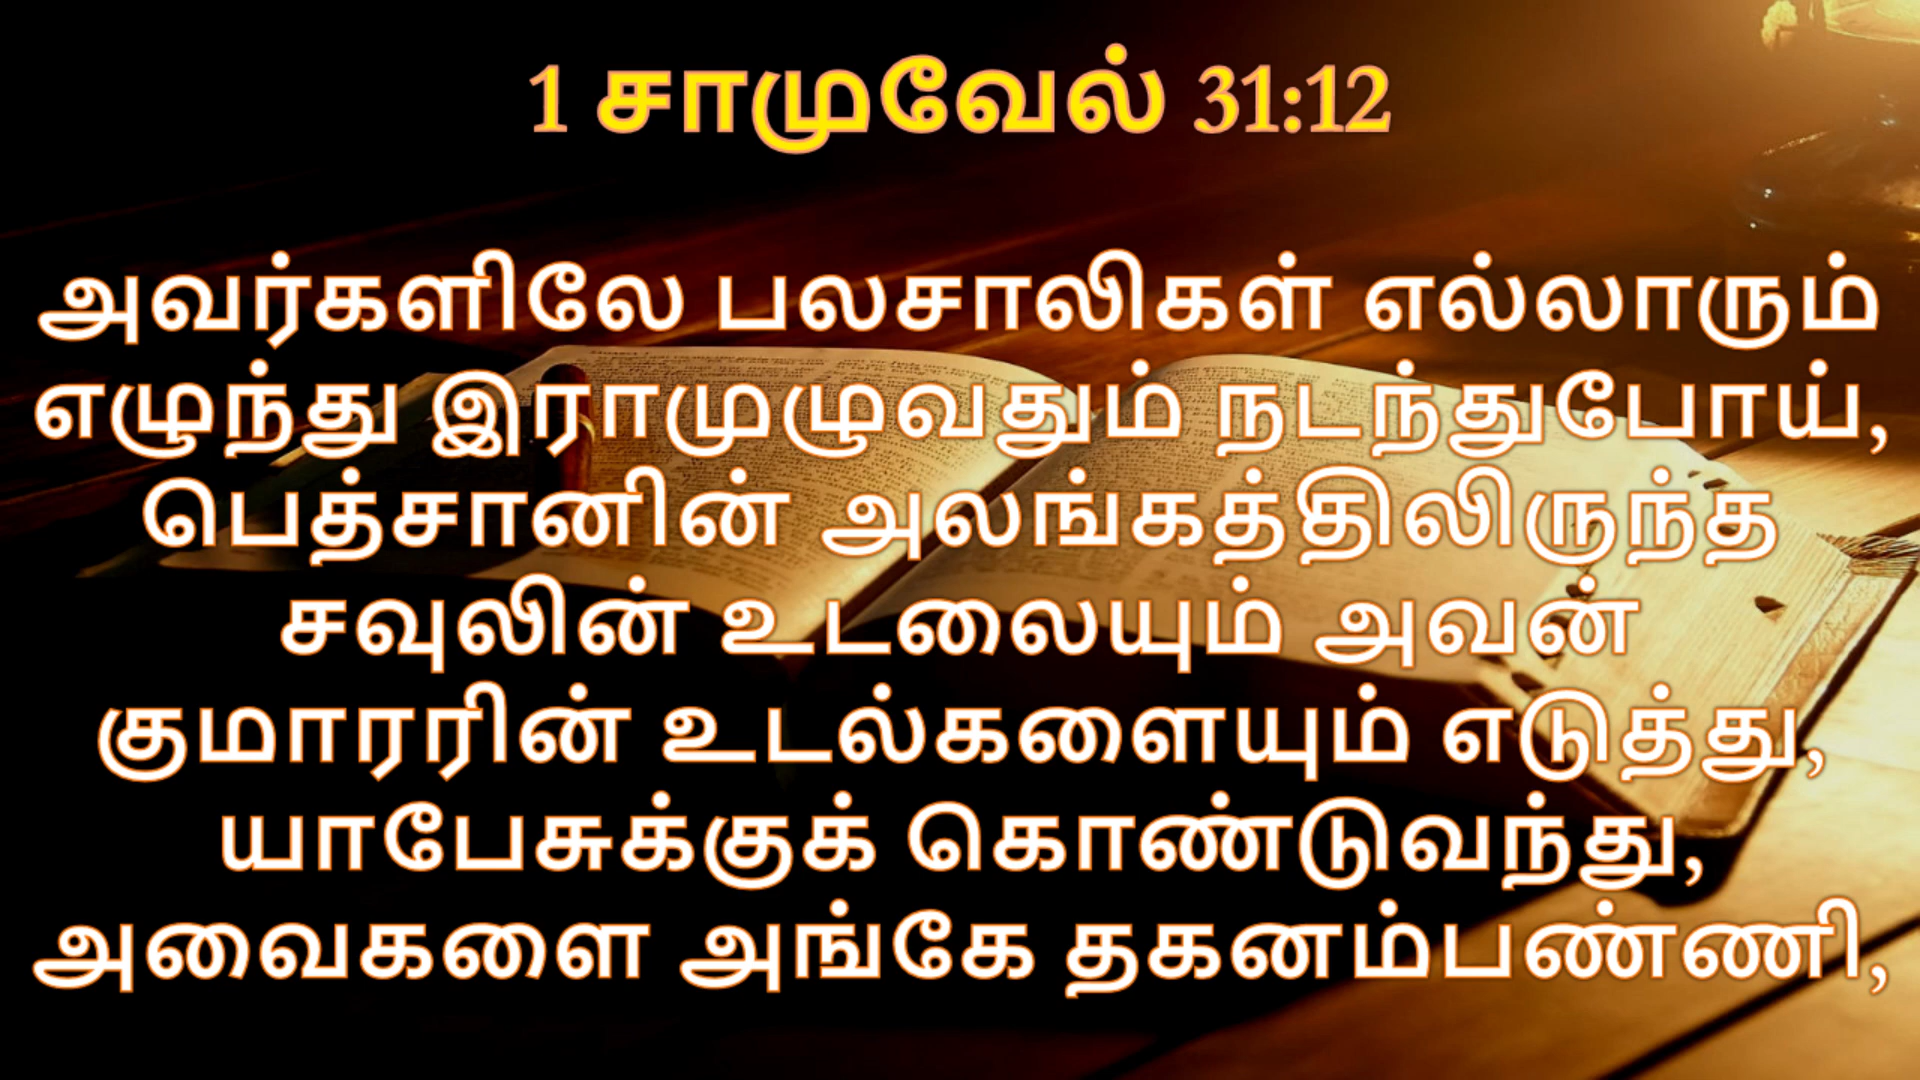 1 சாமுவேல் 31:12
அவர்களிலே பலசாலிகள் எல்லாரும்
எழுந்து இராமுழுவதும் நடந்துபோய்,
பெத்சானின் அலங்கத்திலிருந்த
சவுலின் உடலையும் அவன்
குமாரரின் உடல்களையும் எடுத்து,
யாபேசுக்குக் கொண்டுவந்து,
அவைகளை அங்கே தகனம்பண்ணி,